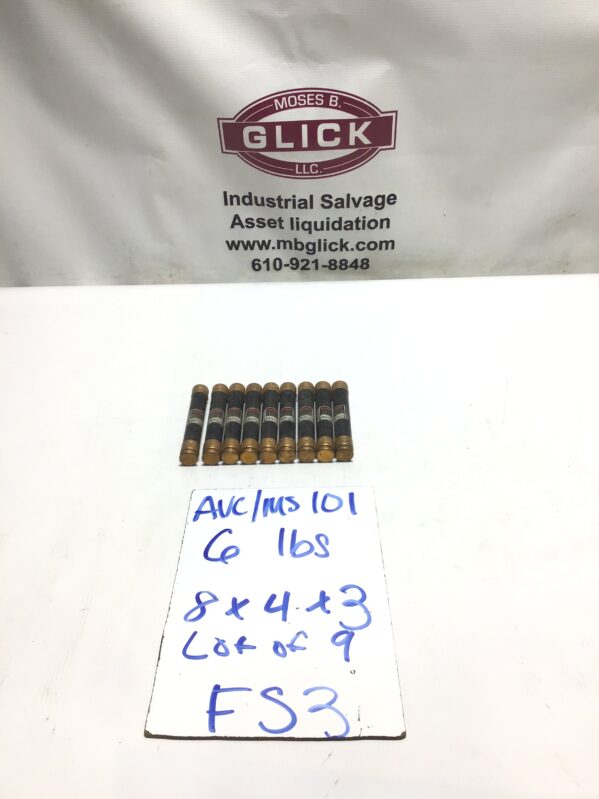 MOSES B.
GLICK
LLC.
Industrial Salvage
Asset liquidation
www.mbglick.com
610-921-8848
AVC/MS 101
6 lbs
8 x 4 x 3
Lot of 9
FS3